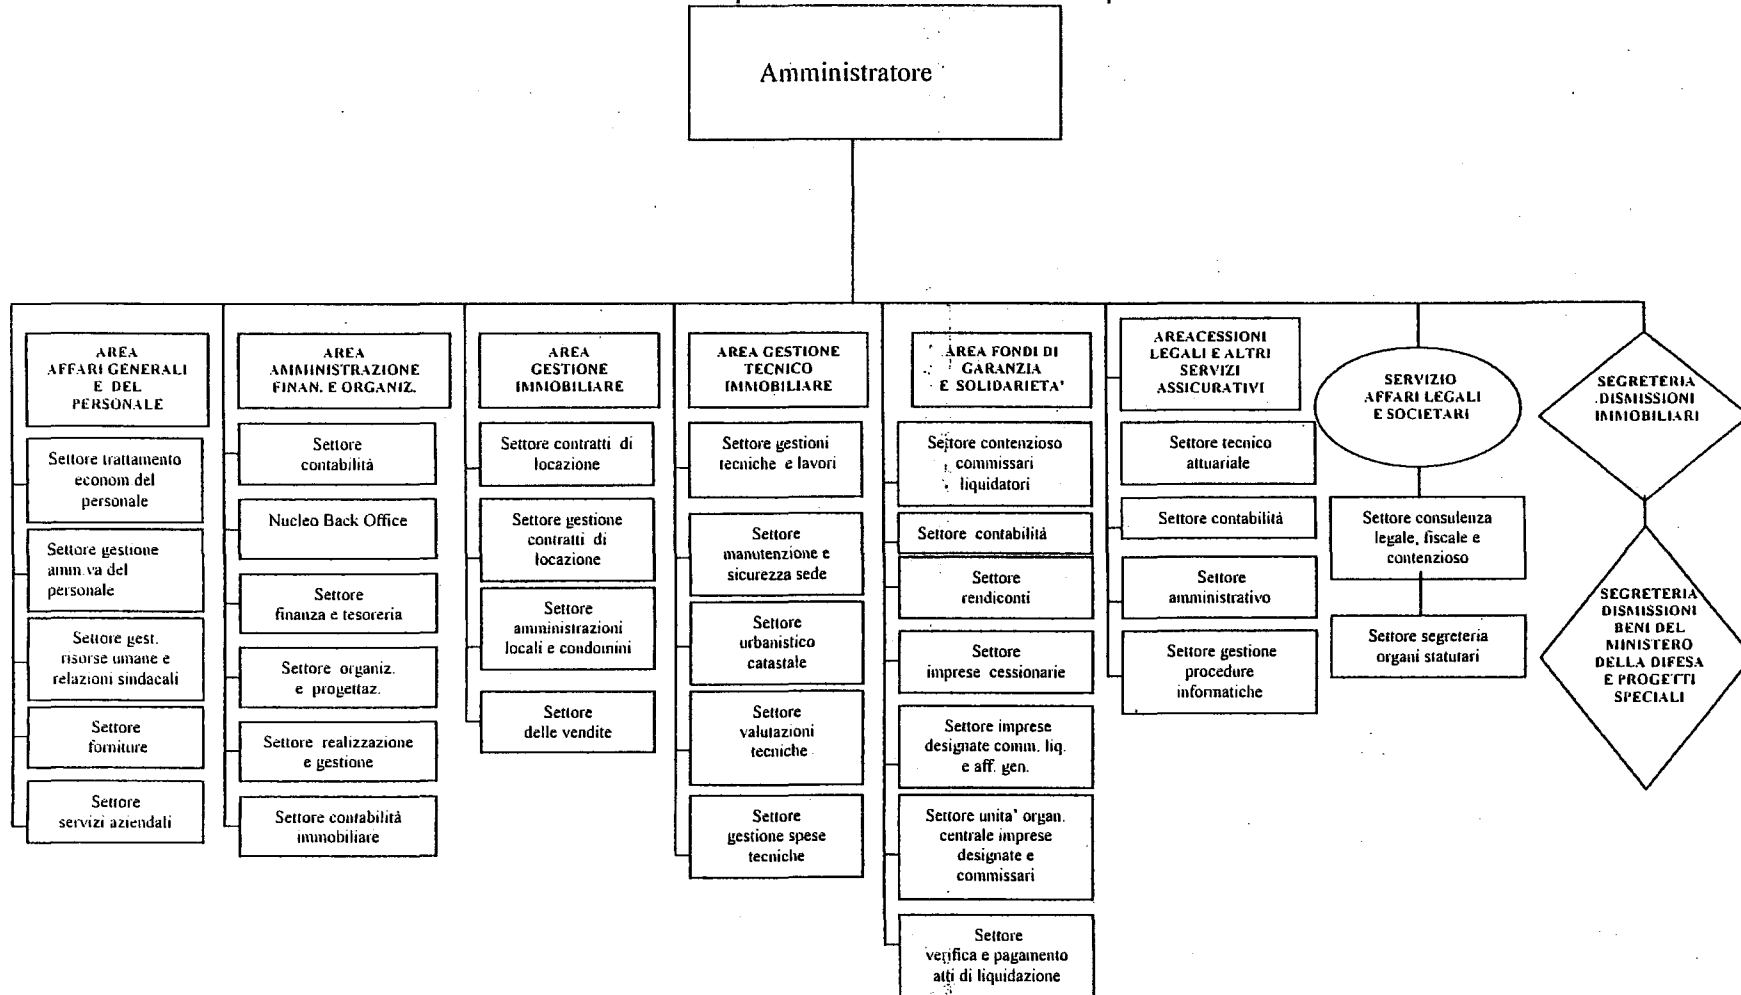 Amministratore
AREA
AFFARI GENERALI
E DEL
PERSONALE
Settore trattamento
econom del
personale
Settore gestione
amm.va del
personale
Settore gest.
risorse umane e
relazioni sindacali
Settore
forniture
Settore
servizi aziendali
AREA
AMMINISTRAZIONE
FINAN. E ORGANIZ.
Settore
contabilità
Nucleo Back Office
Settore
finanza e tesoreria
Settore organiz.
e progettaz.
Settore realizzazione
e gestione
Settore contabilità
immobiliare
AREA
GESTIONE
IMMOBILIARE
Settore contratti di
locazione
Settore gestione
contratti di
locazione
Settore
amministrazioni
locali e condomini
Settore
delle vendite
AREA GESTIONE
TECNICO
IMMOBILIARE
Settore gestioni
tecniche e lavori
Settore
manutenzione e
sicurezza sede
Settore
urbanistico
catastale
Settore
valutazioni
tecniche
Settore
gestione spese
tecniche
AREA FONDI DI
GARANZIA
E SOLIDARIETA'
Settore contenzioso
commissari
liquidatori
Settore contabilità
Settore
rendiconti
Settore
imprese cessionarie
Settore imprese
designate comm. liq.
e aff. gen.
Settore unita' organ.
centrale imprese
designate e
commissari
Settore
verifica e pagamento
atti di liquidazione
AREACESSIONI
LEGALI E ALTRI
SERVIZI
ASSICURATIVI
Settore tecnico
attuariale
Settore contabilità
Settore
amministrativo
Settore gestione
procedure
informatiche
SERVIZIO
AFFARI LEGALI
E SOCIETARI
Settore consulenza
legale, fiscale e
contenzioso
Settore segreteria
organi statutari
SEGRETERIA
DISMISSIONI
IMMOBILIARI
SEGRETERIA
DISMISSIONI
BENI DEL
MINISTERO
DELLA DIFESA
E PROGETTI
SPECIALI